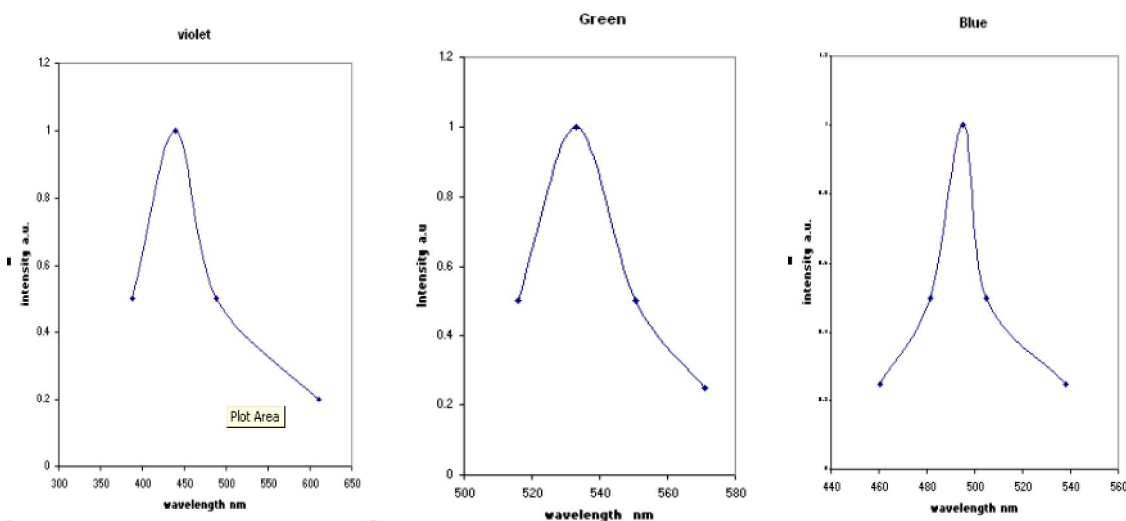 violet
1.2
1
0.8
0.6
0.4
0.2
0
300 350 400 450 500 550 600 650
intensity a.u.
wavelength nm
Plot Area
Green
1.2
1
0.8
0.6
0.4
0.2
0
500 520 540 560 580
Intensity a.u
wavelength nm
Blue
440 460 480 500 520 540 560
intensity a.u.
wavelength nm